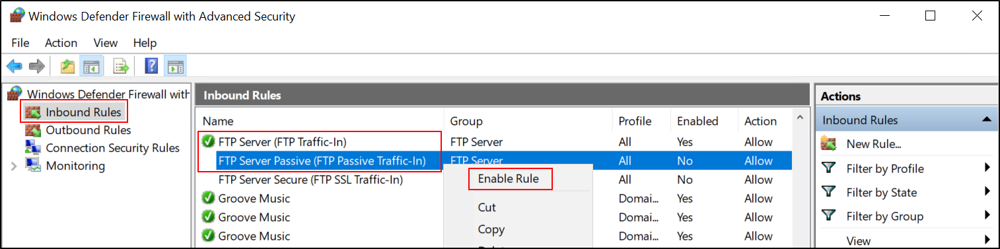 Windows Defender Firewall with Advanced Security
File Action View Help
Windows Defender Firewall with
Inbound Rules
Outbound Rules
Connection Security Rules
Monitoring
Inbound Rules
Name Group Profile Enabled Action
FTP Server (FTP Traffic-In) FTP Server All Yes Allow
FTP Server Passive (FTP Passive Traffic-In) FTP Server All No Allow
FTP Server Secure (FTP SSL Traffic-In) All No Allow
Groove Music Domai... Yes Allow
Groove Music Domai... Yes Allow
Groove Music Domai... Yes Allow
Enable Rule
Cut
Copy
Actions
Inbound Rules
New Rule...
Filter by Profile
Filter by State
Filter by Group
View